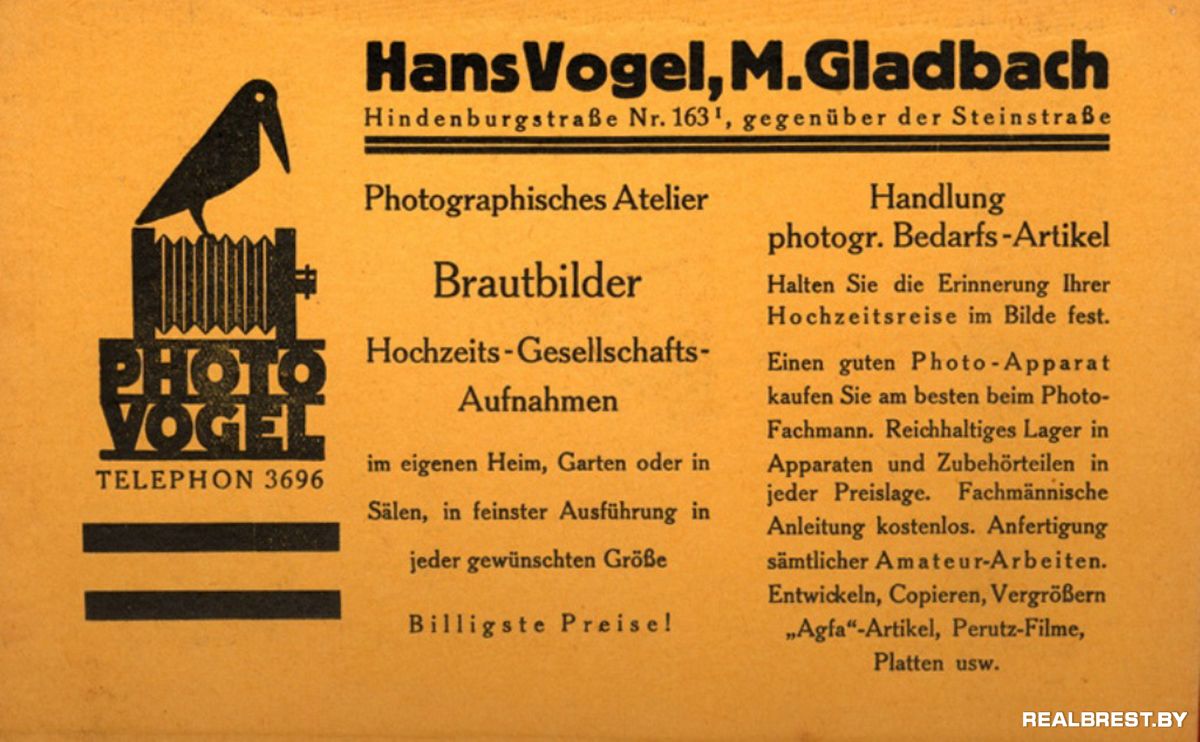 Hans Vogel, M. Gladbach
Hindenburgstraße Nr. 163ᴵ, gegenüber der Steinstraße
PHOTO
VOGEL
TELEPHON 3696
Photographisches Atelier
Brautbilder
Hochzeits-Gesellschafts-
Aufnahmen
im eigenen Heim, Garten oder in
Sälen, in feinster Ausführung in
jeder gewünschten Größe
Billigste Preise!
Handlung
photogr. Bedarfs-Artikel
Halten Sie die Erinnerung Ihrer
Hochzeitsreise im Bilde fest.
Einen guten Photo-Apparat
kaufen Sie am besten beim Photo-
Fachmann. Reichhaltiges Lager in
Apparaten und Zubehörteilen in
jeder Preislage. Fachmännische
Anleitung kostenlos. Anfertigung
sämtlicher Amateur-Arbeiten.
Entwickeln, Copieren, Vergrößern
„Agfa“-Artikel, Perutz-Filme,
Platten usw.
REALBREST.BY